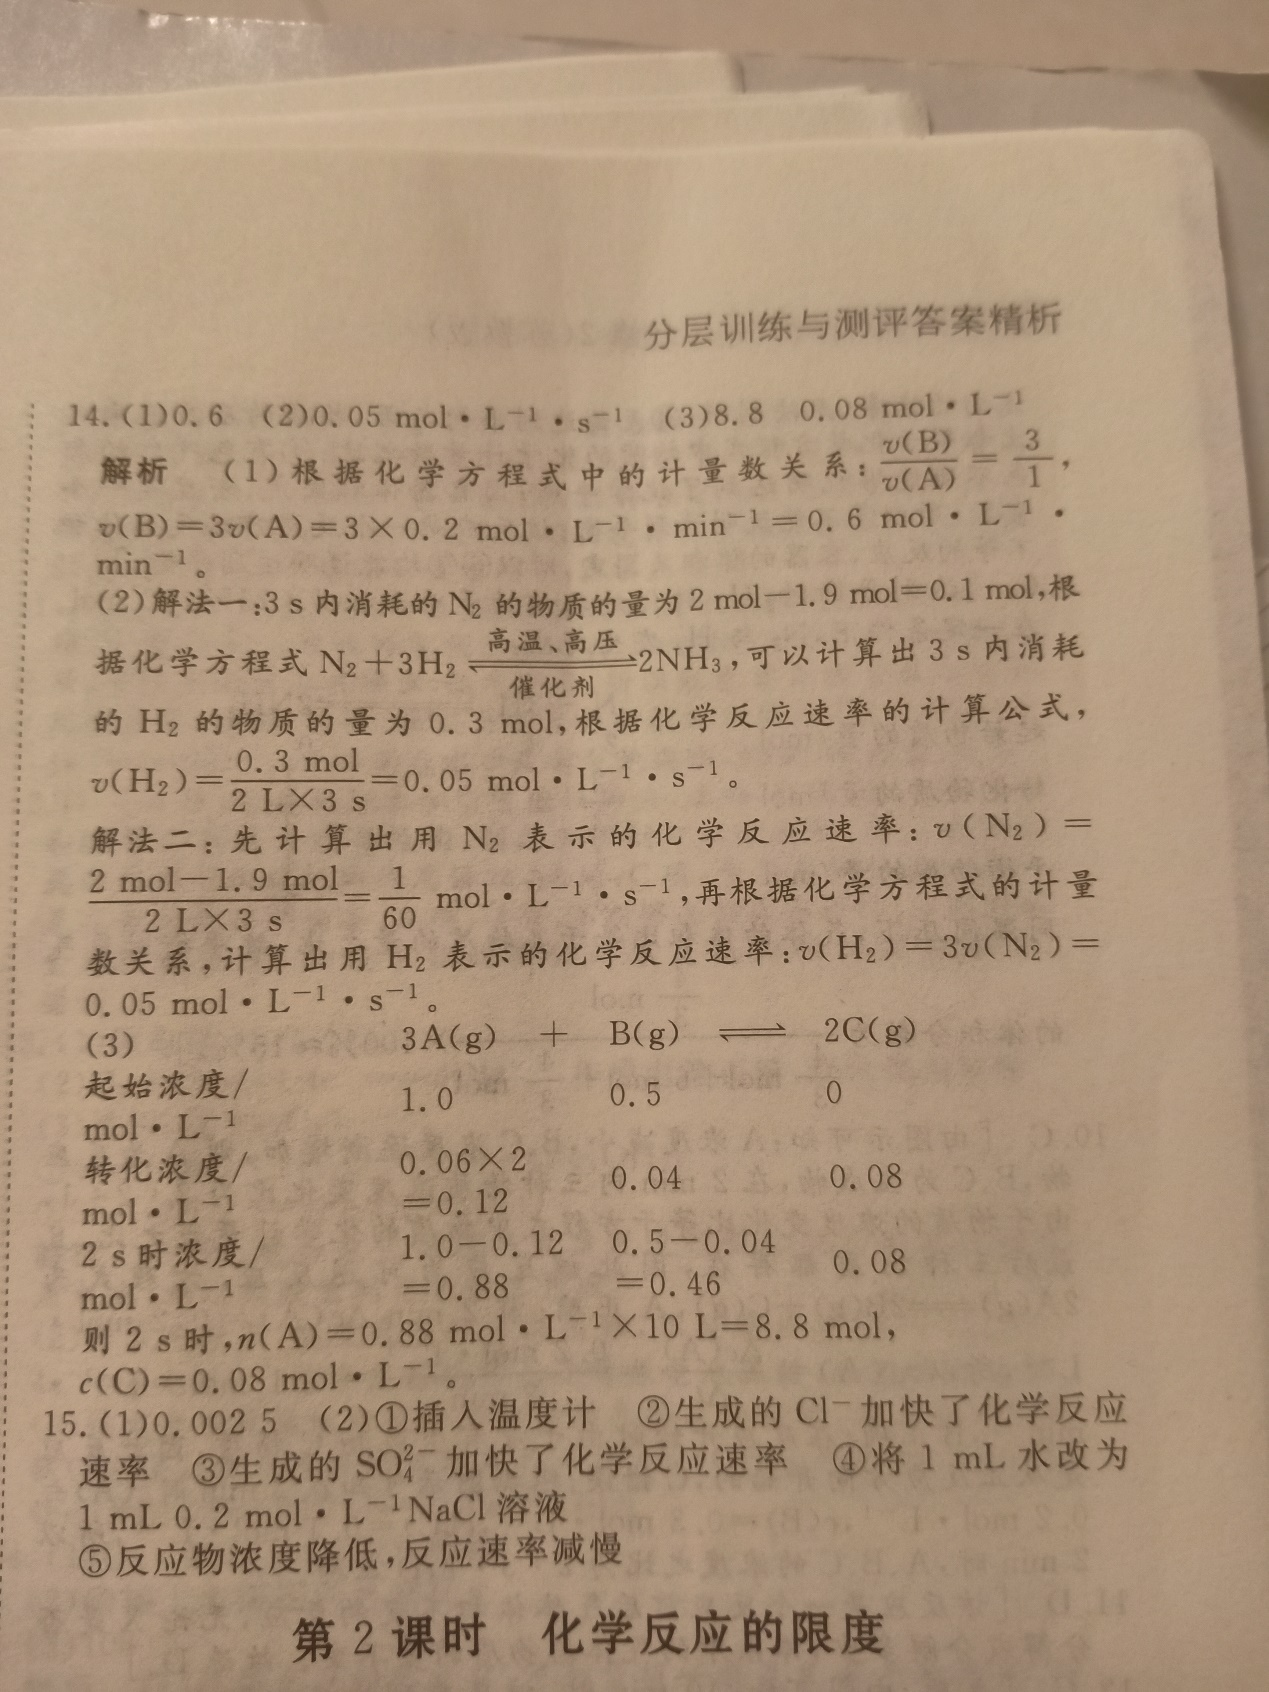 分层训练与测评答案精析
14.(1)0.6 (2)0.05 mol·L⁻¹·s⁻¹ (3)8.8 0.08 mol·L⁻¹
解析 (1)根据化学方程式中的计量数关系:v(B)/v(A)=3/1,
v(B)=3v(A)=3×0.2 mol·L⁻¹·min⁻¹=0.6 mol·L⁻¹·
min⁻¹。
(2)解法一:3 s内消耗的N₂的物质的量为2 mol-1.9 mol=0.1 mol,根
据化学方程式N₂+3H₂ 高温、高压⇌催化剂 2NH₃,可以计算出3 s内消耗
的H₂的物质的量为0.3 mol,根据化学反应速率的计算公式,
v(H₂)=0.3 mol/2 L×3 s=0.05 mol·L⁻¹·s⁻¹。
解法二:先计算出用N₂表示的化学反应速率:v(N₂)=
2 mol-1.9 mol/2 L×3 s=1/60 mol·L⁻¹·s⁻¹,再根据化学方程式的计量
数关系,计算出用H₂表示的化学反应速率:v(H₂)=3v(N₂)=
0.05 mol·L⁻¹·s⁻¹。
(3) 3A(g) + B(g) ⇌ 2C(g)
起始浓度/
mol·L⁻¹ 1.0 0.5 0
转化浓度/ 0.06×2 0.04 0.08
mol·L⁻¹ =0.12
2 s时浓度/ 1.0-0.12 0.5-0.04 0.08
mol·L⁻¹ =0.88 =0.46
则2 s时,n(A)=0.88 mol·L⁻¹×10 L=8.8 mol,
c(C)=0.08 mol·L⁻¹。
15.(1)0.002 5 (2)①插入温度计 ②生成的Cl⁻加快了化学反应
速率 ③生成的SO₄²⁻加快了化学反应速率 ④将1 mL水改为
1 mL 0.2 mol·L⁻¹NaCl溶液
⑤反应物浓度降低,反应速率减慢
第2课时 化学反应的限度